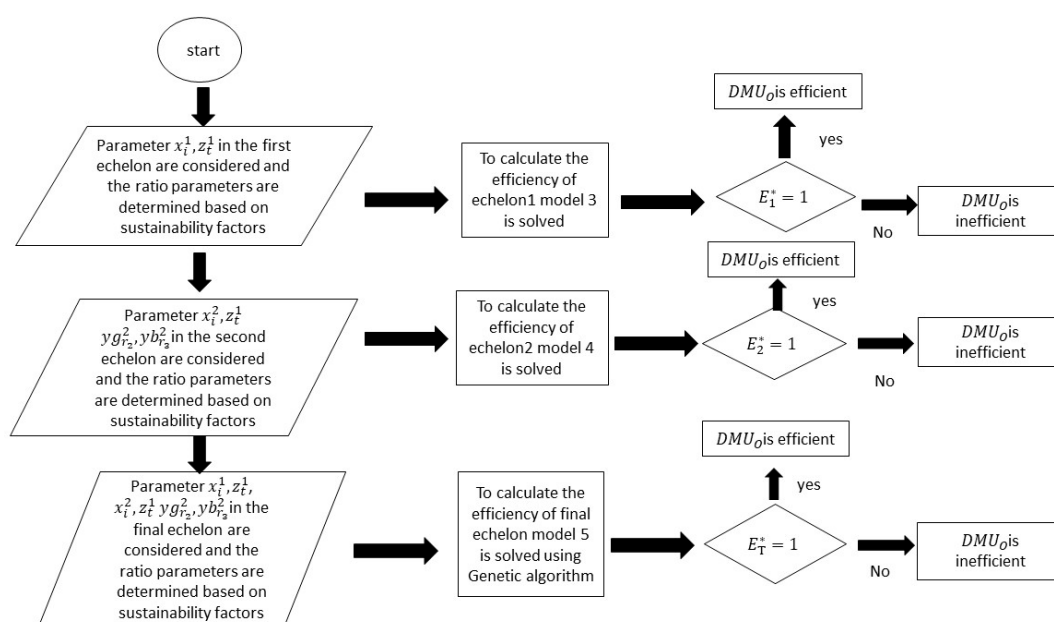 start
Parameter $x_i^1, z_t^1$ in the first
echelon are considered and
the ratio parameters are
determined based on
sustainability factors
To calculate the
efficiency of
echelon1 model 3
is solved
$DMU_O$is efficient
yes
$E_1^* = 1$
No
$DMU_O$is
inefficient
Parameter $x_i^2, z_t^1$
$yg_{r_2}^2, yb_{r_3}^2$in the second
echelon are considered
and the ratio parameters
are determined based on
sustainability factors
To calculate the
efficiency of
echelon2 model 4
is solved
$DMU_O$is efficient
yes
$E_2^* = 1$
No
$DMU_O$is
inefficient
Parameter $x_i^1, z_t^1,$
$x_i^2, z_t^1$ $yg_{r_2}^2, yb_{r_3}^2$in the
final echelon are
considered and the
ratio parameters are
determined based on
sustainability factors
To calculate the
efficiency of final
echelon model 5
is solved using
Genetic algorithm
$DMU_O$is efficient
yes
$E_T^* = 1$
No
$DMU_O$is
inefficient